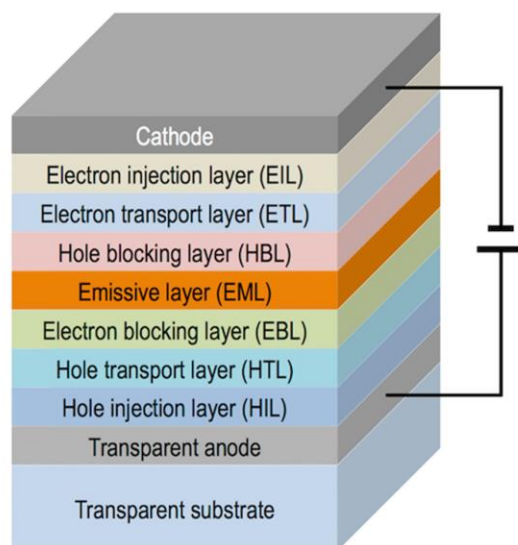 Cathode
Electron injection layer (EIL)
Electron transport layer (ETL)
Hole blocking layer (HBL)
Emissive layer (EML)
Electron blocking layer (EBL)
Hole transport layer (HTL)
Hole injection layer (HIL)
Transparent anode
Transparent substrate